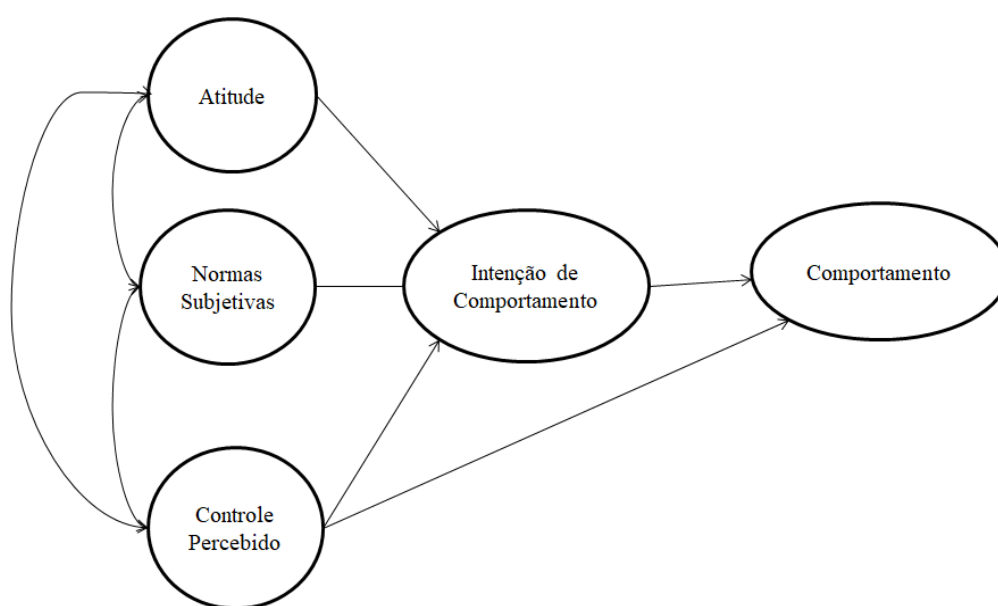 Atitude
Normas
Subjetivas
Intenção de
Comportamento
Comportamento
Controle
Percebido